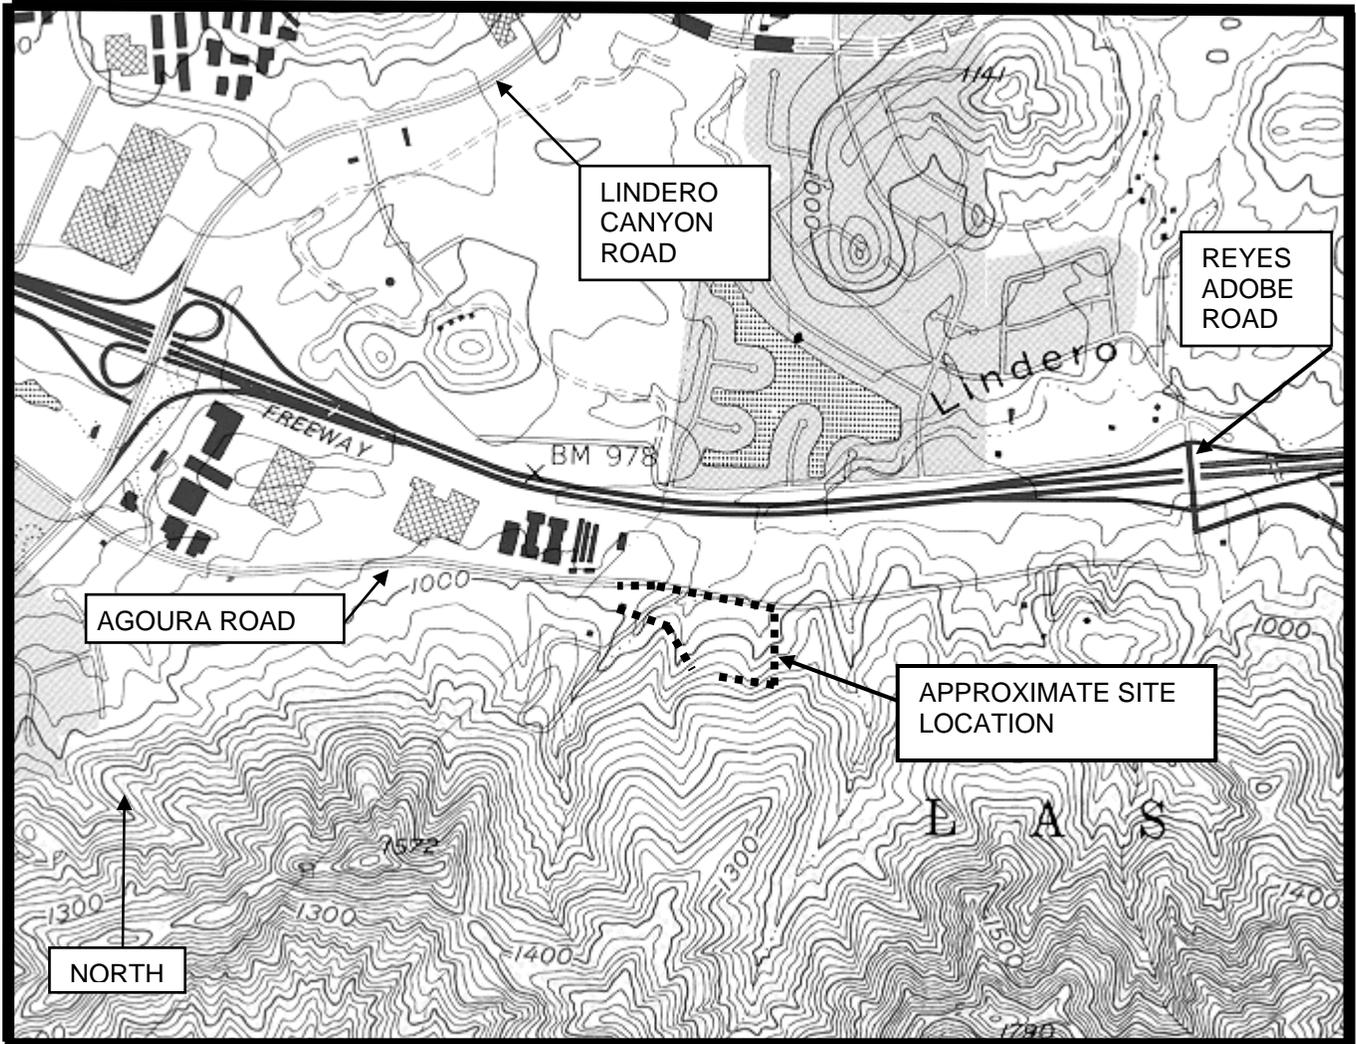 1141
1000
LINDERO
CANYON
ROAD
REYES
ADOBE
ROAD
Lindero
FREEWAY
BM 978
1000
AGOURA ROAD
1000
APPROXIMATE SITE
LOCATION
L A S
1572
1300
1300
1300
1400
1400
1500
NORTH
1790